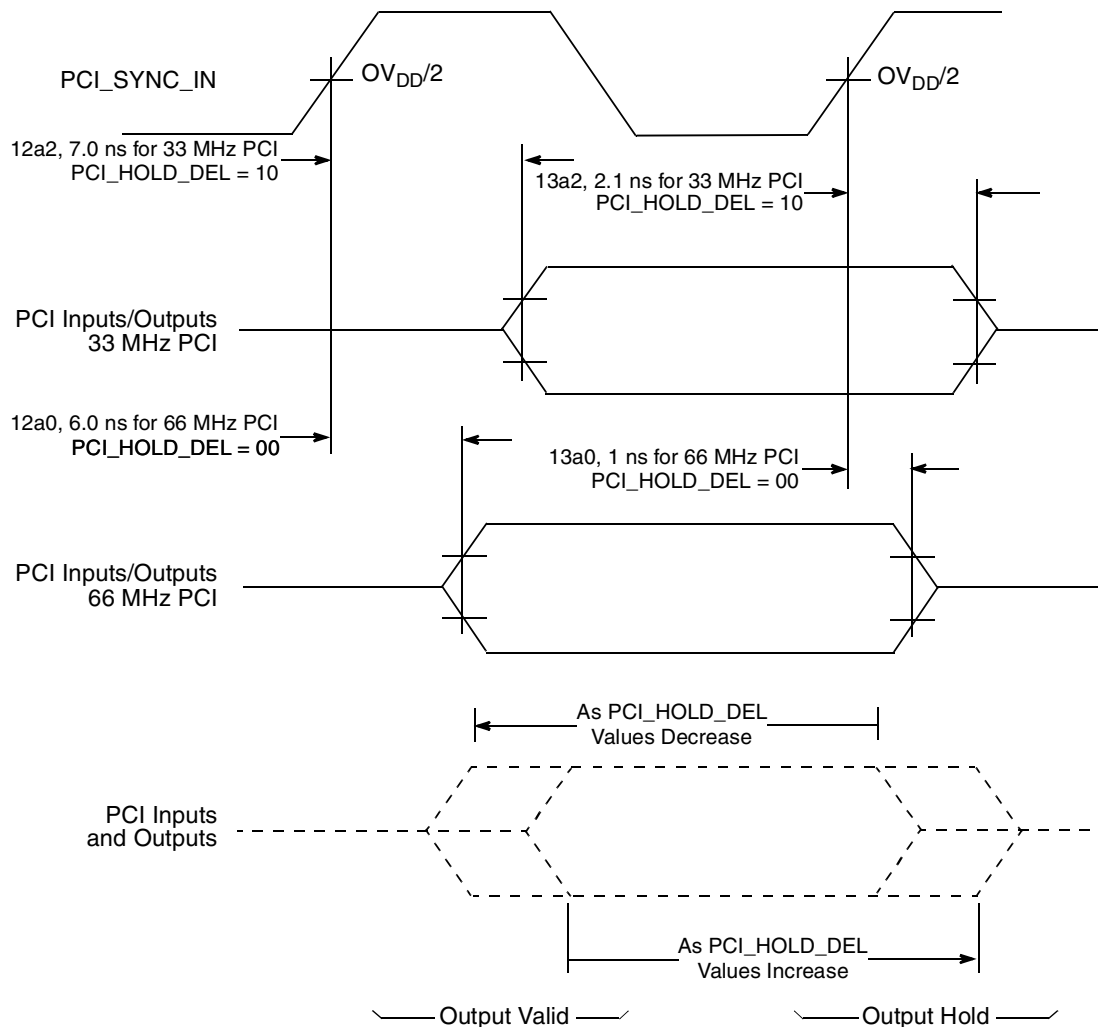 PCI_SYNC_IN
OVDD/2
OVDD/2
12a2, 7.0 ns for 33 MHz PCI
PCI_HOLD_DEL = 10
13a2, 2.1 ns for 33 MHz PCI
PCI_HOLD_DEL = 10
PCI Inputs/Outputs
33 MHz PCI
12a0, 6.0 ns for 66 MHz PCI
PCI_HOLD_DEL = 00
13a0, 1 ns for 66 MHz PCI
PCI_HOLD_DEL = 00
PCI Inputs/Outputs
66 MHz PCI
As PCI_HOLD_DEL
Values Decrease
PCI Inputs
and Outputs
As PCI_HOLD_DEL
Values Increase
Output Valid
Output Hold